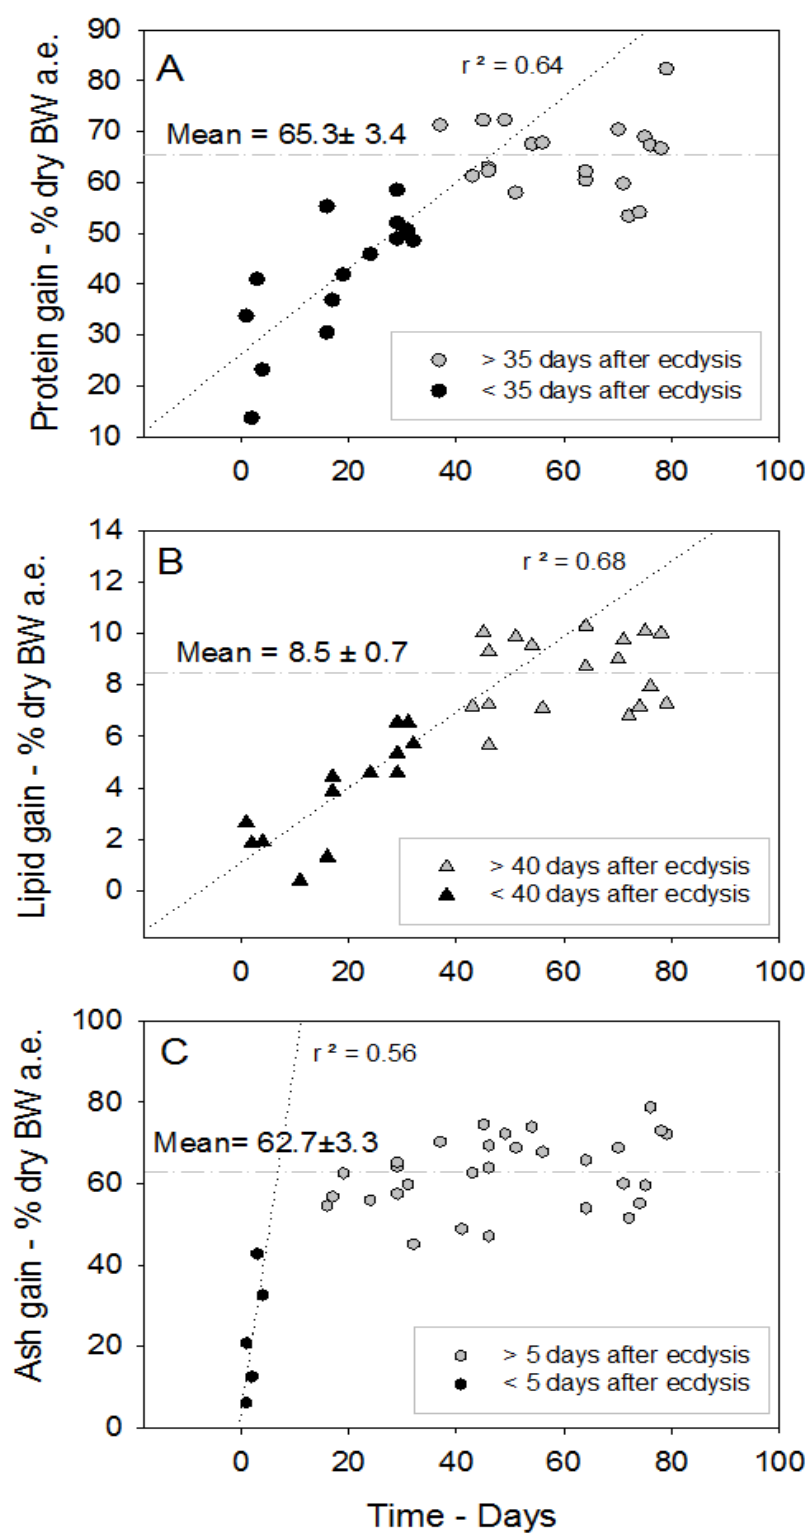 Protein gain - % dry BW a.e.
90
80
70
60
50
40
30
20
10
A
r ² = 0.64
Mean = 65.3± 3.4
> 35 days after ecdysis
< 35 days after ecdysis
0 20 40 60 80 100
Lipid gain - % dry BW a.e.
14
12
10
8
6
4
2
0
B
r ² = 0.68
Mean = 8.5 ± 0.7
> 40 days after ecdysis
< 40 days after ecdysis
0 20 40 60 80 100
Ash gain - % dry BW a.e.
100
80
60
40
20
0
C
r ² = 0.56
Mean= 62.7±3.3
> 5 days after ecdysis
< 5 days after ecdysis
0 20 40 60 80 100
Time - Days